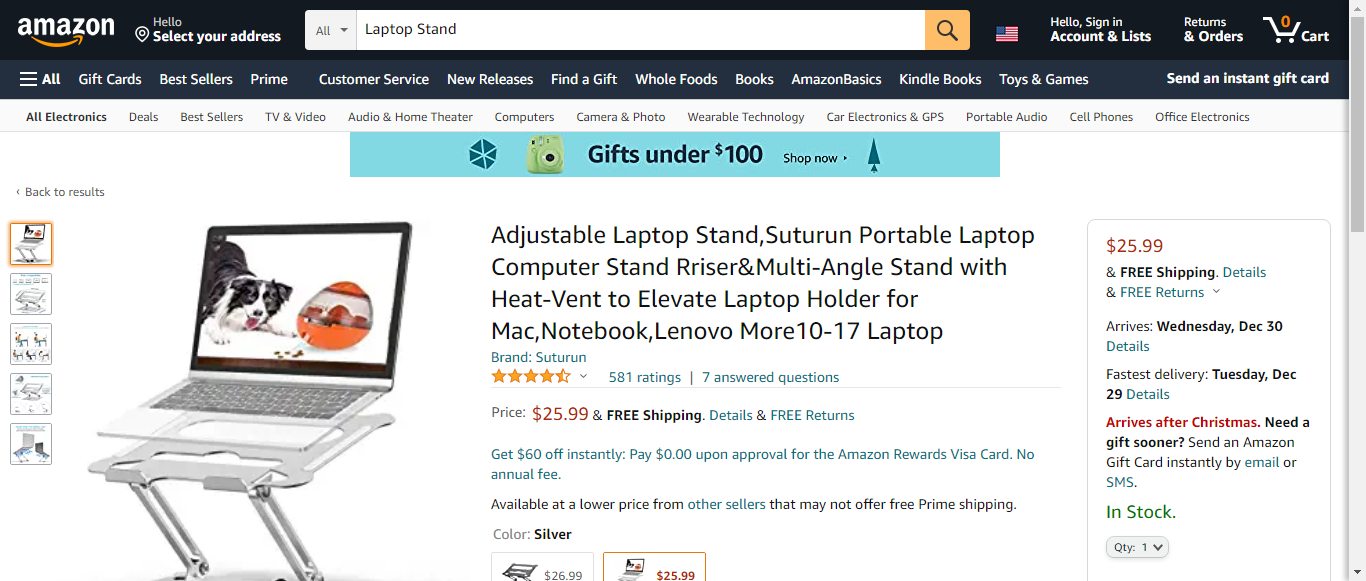 amazon
Hello
Select your address
All
Laptop Stand
Hello, Sign in
Account & Lists
Returns
& Orders
0
Cart
All
Gift Cards
Best Sellers
Prime
Customer Service
New Releases
Find a Gift
Whole Foods
Books
AmazonBasics
Kindle Books
Toys & Games
Send an instant gift card
All Electronics
Deals
Best Sellers
TV & Video
Audio & Home Theater
Computers
Camera & Photo
Wearable Technology
Car Electronics & GPS
Portable Audio
Cell Phones
Office Electronics
Gifts under $100 Shop now ›
‹ Back to results
Adjustable Laptop Stand,Suturun Portable Laptop
Computer Stand Rriser&Multi-Angle Stand with
Heat-Vent to Elevate Laptop Holder for
Mac,Notebook,Lenovo More10-17 Laptop
Brand: Suturun
581 ratings | 7 answered questions
Price: $25.99 & FREE Shipping. Details & FREE Returns
Get $60 off instantly: Pay $0.00 upon approval for the Amazon Rewards Visa Card. No
annual fee.
Available at a lower price from other sellers that may not offer free Prime shipping.
Color: Silver
$26.99
$25.99
$25.99
& FREE Shipping. Details
& FREE Returns
Arrives: Wednesday, Dec 30
Details
Fastest delivery: Tuesday, Dec
29 Details
Arrives after Christmas. Need a
gift sooner? Send an Amazon
Gift Card instantly by email or
SMS.
In Stock.
Qty: 1